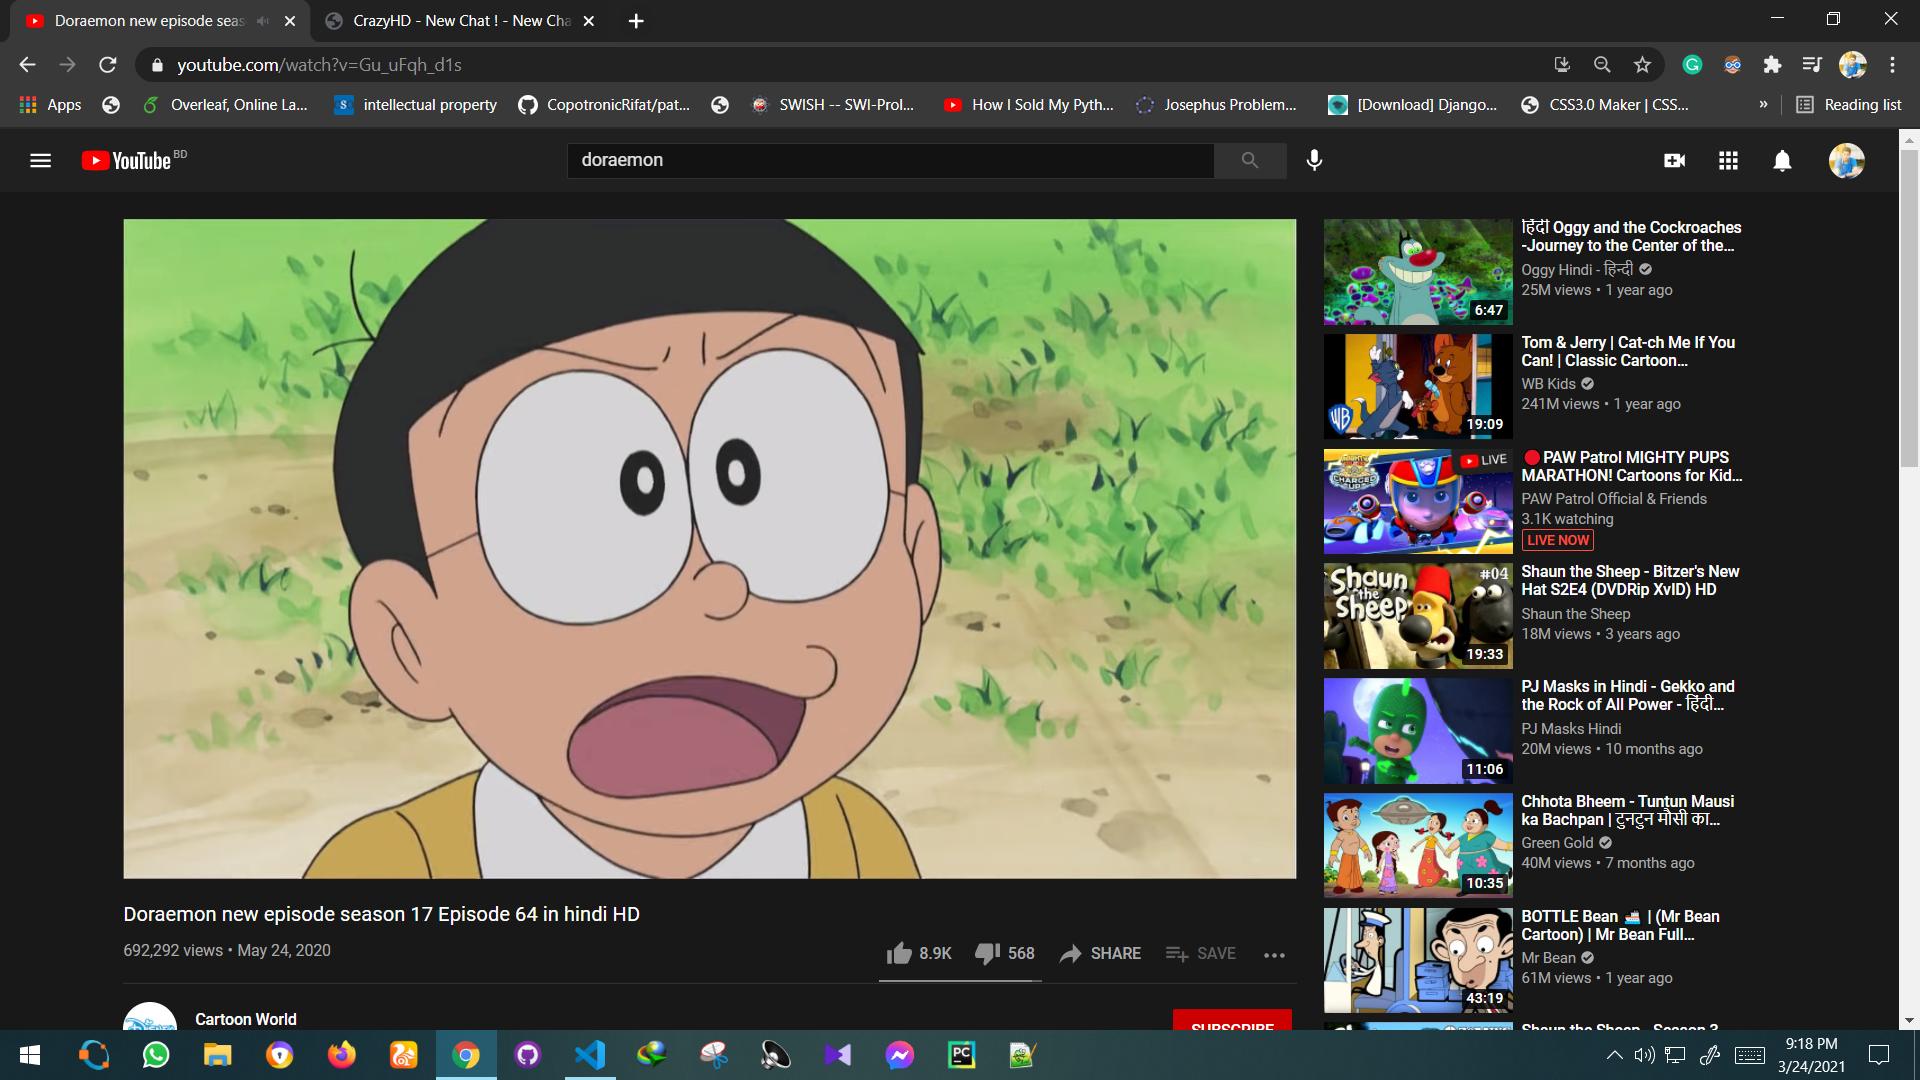 Doraemon new episode seas
CrazyHD - New Chat ! - New Cha
youtube.com/watch?v=Gu_uFqh_d1s
Apps
Overleaf, Online La...
intellectual property
CopotronicRifat/pat...
SWISH -- SWI-Prol...
How I Sold My Pyth...
Josephus Problem...
[Download] Django...
CSS3.0 Maker | CSS...
»
Reading list
YouTube BD
doraemon
Doraemon new episode season 17 Episode 64 in hindi HD
692,292 views • May 24, 2020
8.9K
568
SHARE
SAVE
Cartoon World
SUBSCRIBE
6:47
हिंदी Oggy and the Cockroaches
-Journey to the Center of the...
Oggy Hindi - हिन्दी
25M views • 1 year ago
WB
19:09
Tom & Jerry | Cat-ch Me If You
Can! | Classic Cartoon...
WB Kids
241M views • 1 year ago
LIVE
CHARGED
UP
PAW Patrol MIGHTY PUPS
MARATHON! Cartoons for Kid...
PAW Patrol Official & Friends
3.1K watching
LIVE NOW
Shaun
the
Sheep
#04
19:33
Shaun the Sheep - Bitzer's New
Hat S2E4 (DVDRip XvID) HD
Shaun the Sheep
18M views • 3 years ago
11:06
PJ Masks in Hindi - Gekko and
the Rock of All Power - हिंदी...
PJ Masks Hindi
20M views • 10 months ago
10:35
Chhota Bheem - Tuntun Mausi
ka Bachpan | टुनटुन मौसी का...
Green Gold
40M views • 7 months ago
43:19
BOTTLE Bean 🚢 | (Mr Bean
Cartoon) | Mr Bean Full...
Mr Bean
61M views • 1 year ago
Shaun the Sheep - Season 3
PC
9:18 PM
3/24/2021